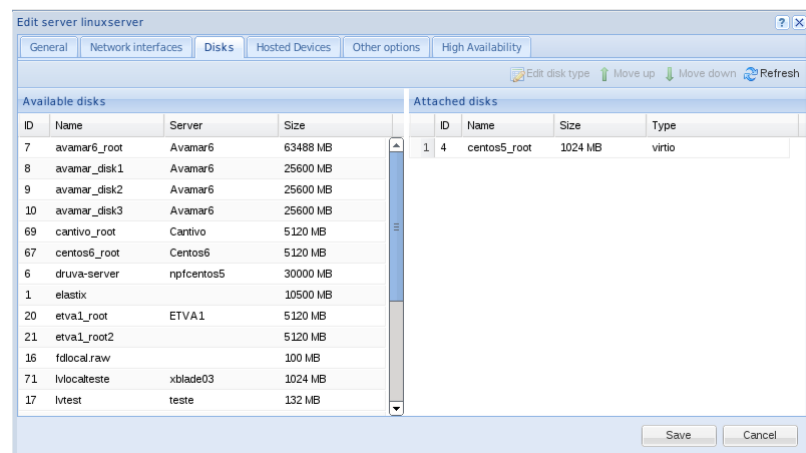 Edit server linuxserver
General Network interfaces Disks Hosted Devices Other options High Availability
Edit disk type Move up Move down Refresh
Available disks Attached disks
ID Name Server Size ID Name Size Type
7 avamar6_root Avamar6 63488 MB 1 4 centos5_root 1024 MB virtio
8 avamar_disk1 Avamar6 25600 MB
9 avamar_disk2 Avamar6 25600 MB
10 avamar_disk3 Avamar6 25600 MB
69 cantivo_root Cantivo 5120 MB
67 centos6_root Centos6 5120 MB
6 druva-server npfcentos5 30000 MB
1 elastix 10500 MB
20 etva1_root ETVA1 5120 MB
21 etva1_root2 5120 MB
16 fdlocal.raw 100 MB
71 lvlocalteste xblade03 1024 MB
17 lvtest teste 132 MB
Save Cancel